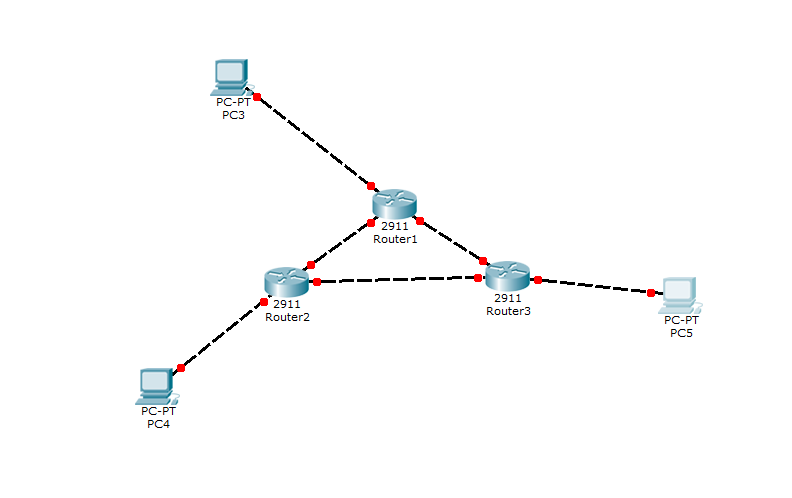 PC-PT
PC3
2911
Router1
2911
Router2
2911
Router3
PC-PT
PC5
PC-PT
PC4